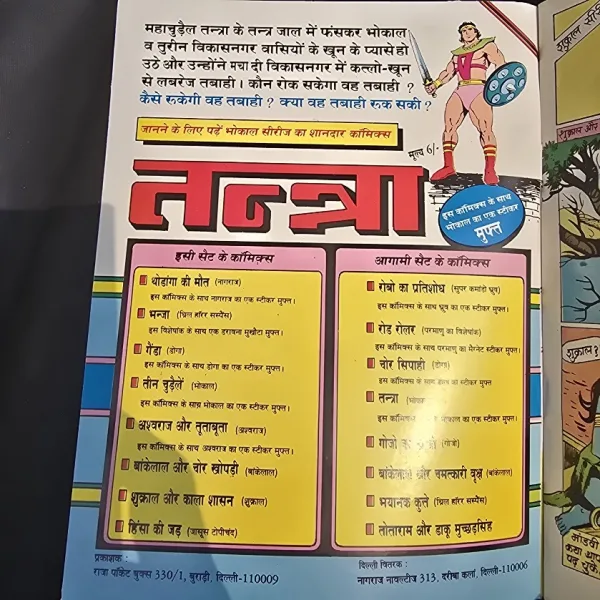 महाचुड़ैल तन्त्रा के तन्त्र जाल में फंसकर भोकाल
व तुरीन विकासनगर वासियों के खून के प्यासे हो
उठे और उन्होंने मचा दी विकासनगर में कत्लो-खून
से लबरेज तबाही । कौन रोक सकेगा वह तबाही ?
कैसे रूकेगी वह तबाही ? क्या वह तबाही रूक सकी ?
जानने के लिए पढ़ें भोकाल सीरीज का शानदार कॉमिक्स
मूल्य 6/-
तन्त्रा
इस कॉमिक्स के साथ
भोकाल का एक स्टीकर
मुफ्त
इसी सैट के कॉमिक्स
थोडांगा की मौत (नागराज)
इस कॉमिक्स के साथ नागराज का एक स्टीकर मुफ्त।
भन्जा (थ्रिल हॉरर सस्पैंस)
इस विशेषांक के साथ एक डरावना मुखौटा मुफ्त।
गैंडा (डोगा)
इस कॉमिक्स के साथ डोगा का एक स्टीकर मुफ्त।
तीन चुड़ैलें (भोकाल)
इस कॉमिक्स के साथ भोकाल का एक स्टीकर मुफ्त।
अश्वराज और तूताबूता (अश्वराज)
इस कॉमिक्स के साथ अश्वराज का एक स्टीकर मुफ्त।
बांकेलाल और चोर खोपड़ी (बांकेलाल)
शुक्राल और काला शासन (शुक्राल)
हिंसा की जड़ (जासूस टोपीचंद)
आगामी सैट के कॉमिक्स
रोबो का प्रतिशोध (सुपर कमांडो ध्रुव)
इस कॉमिक्स के साथ ध्रुव का एक स्टीकर मुफ्त।
रोड रोलर (परमाणु का विशेषांक)
इस कॉमिक्स के साथ परमाणु का मैगनेट स्टीकर मुफ्त।
चोर सिपाही (डोगा)
इस कॉमिक्स के साथ डोगा का एक स्टीकर मुफ्त
तन्त्रा
इस कॉमिक्स भोकाल का एक स्टीकर मुफ्त।
गोजो (गोजो)
बांकेलाल और चमत्कारी वृक्ष (बांकेलाल)
भयानक कुत्ते (थ्रिल हॉरर सस्पैंस)
तोताराम और डाकू मुच्छड़सिंह
प्रकाशक :
राजा पॉकेट बुक्स 330/1, बुराड़ी, दिल्ली-110009
दिल्ली वितरक :
नागराज नावल्टीज 313, दरीबा कलां, दिल्ली-110006
शुक्राल और
शुक्राल?